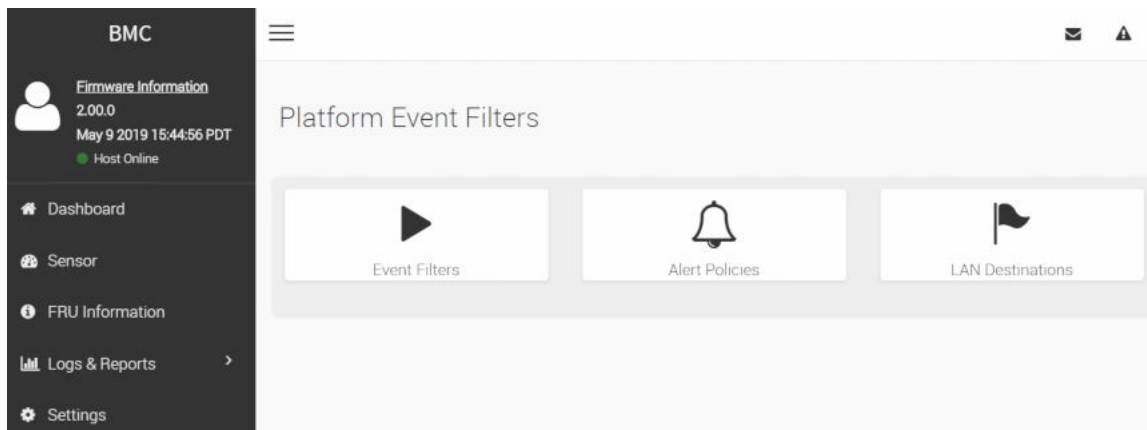 BMC
Firmware Information
2.00.0
May 9 2019 15:44:56 PDT
Host Online
Dashboard
Sensor
FRU Information
Logs & Reports
Settings
Platform Event Filters
Event Filters
Alert Policies
LAN Destinations